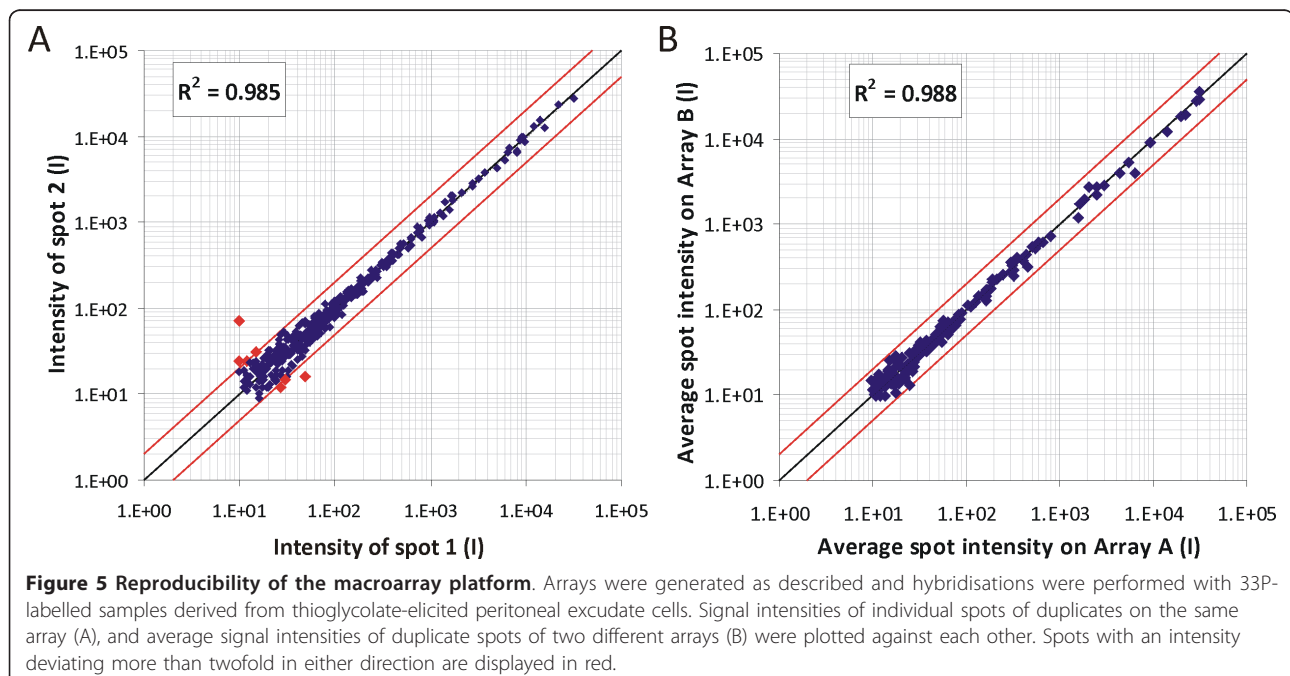 A
R² = 0.985
Intensity of spot 2 (I)
1.E+05
1.E+04
1.E+03
1.E+02
1.E+01
1.E+00
1.E+00 1.E+01 1.E+02 1.E+03 1.E+04 1.E+05
Intensity of spot 1 (I)
B
R² = 0.988
Average spot intensity on Array B (I)
1.E+05
1.E+04
1.E+03
1.E+02
1.E+01
1.E+00
1.E+00 1.E+01 1.E+02 1.E+03 1.E+04 1.E+05
Average spot intensity on Array A (I)
Figure 5 Reproducibility of the macroarray platform. Arrays were generated as described and hybridisations were performed with 33P-
labelled samples derived from thioglycolate-elicited peritoneal excudate cells. Signal intensities of individual spots of duplicates on the same
array (A), and average signal intensities of duplicate spots of two different arrays (B) were plotted against each other. Spots with an intensity
deviating more than twofold in either direction are displayed in red.